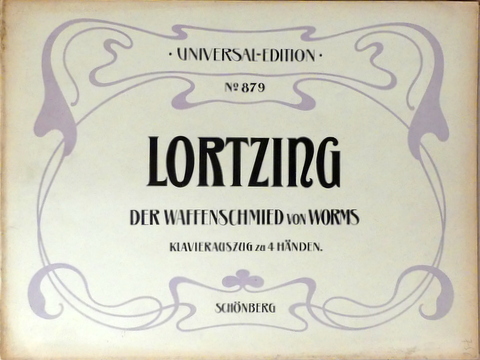 · UNIVERSAL-EDITION ·
Nº 879
LORTZING
DER WAFFENSCHMIED VON WORMS
KLAVIERAUSZUG ZU 4 HÄNDEN.
SCHÖNBERG